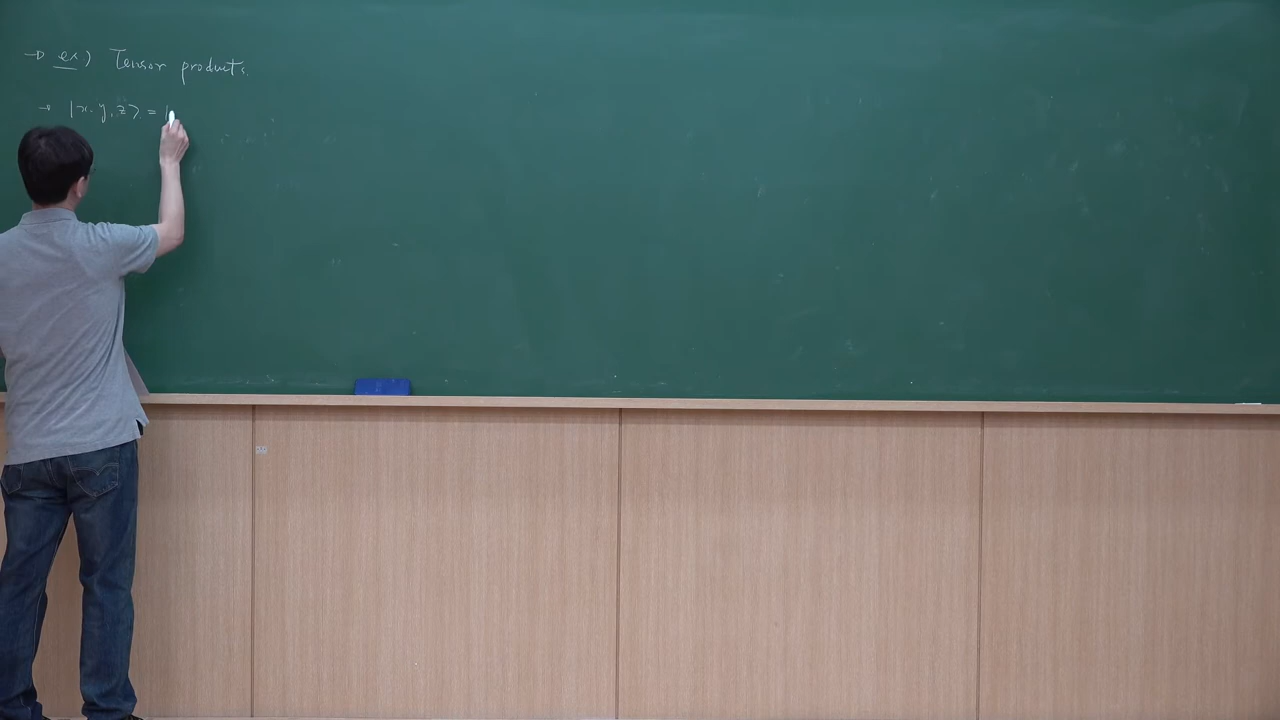 → ex) Tensor products.
→ |x, y, z> = |